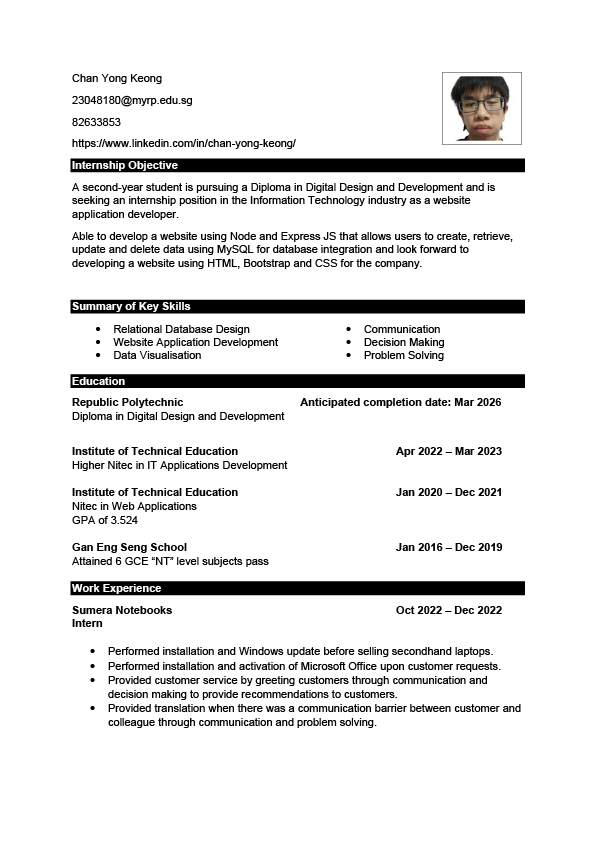 Chan Yong Keong
23048180@myrp.edu.sg
82633853
https://www.linkedin.com/in/chan-yong-keong/
Internship Objective
A second-year student is pursuing a Diploma in Digital Design and Development and is
seeking an internship position in the Information Technology industry as a website
application developer.
Able to develop a website using Node and Express JS that allows users to create, retrieve,
update and delete data using MySQL for database integration and look forward to
developing a website using HTML, Bootstrap and CSS for the company.
Summary of Key Skills
• Relational Database Design
• Website Application Development
• Data Visualisation
• Communication
• Decision Making
• Problem Solving
Education
Republic Polytechnic Anticipated completion date: Mar 2026
Diploma in Digital Design and Development
Institute of Technical Education Apr 2022 – Mar 2023
Higher Nitec in IT Applications Development
Institute of Technical Education Jan 2020 – Dec 2021
Nitec in Web Applications
GPA of 3.524
Gan Eng Seng School Jan 2016 – Dec 2019
Attained 6 GCE “NT” level subjects pass
Work Experience
Sumera Notebooks Oct 2022 – Dec 2022
Intern
• Performed installation and Windows update before selling secondhand laptops.
• Performed installation and activation of Microsoft Office upon customer requests.
• Provided customer service by greeting customers through communication and
decision making to provide recommendations to customers.
• Provided translation when there was a communication barrier between customer and
colleague through communication and problem solving.